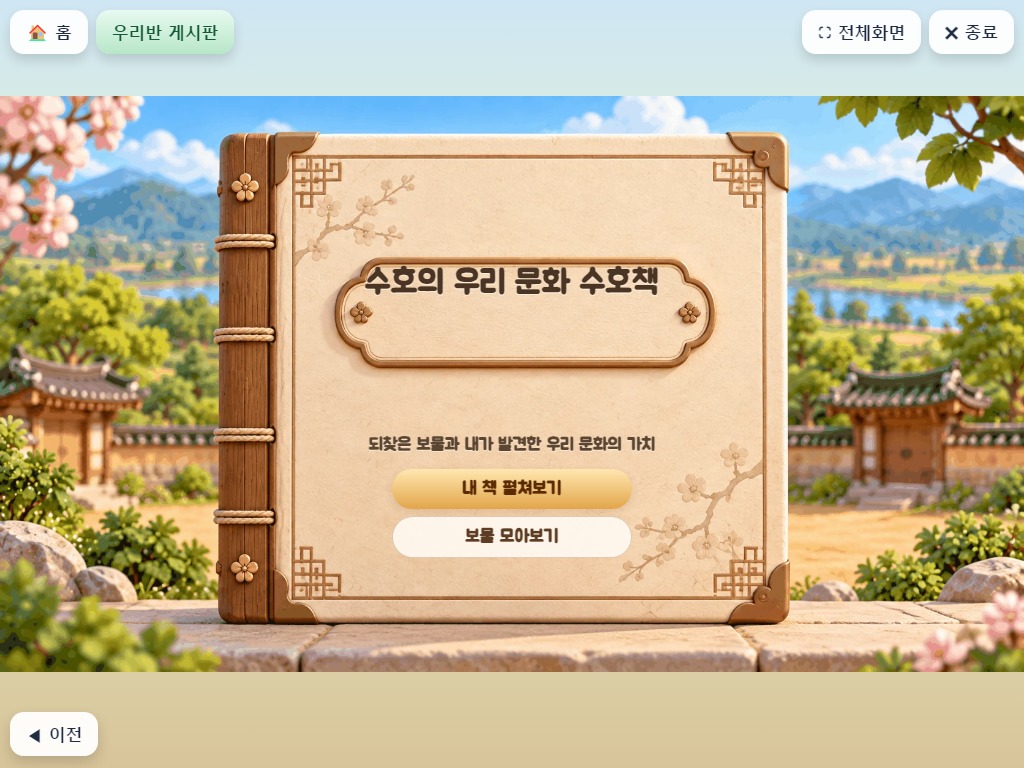 홈
우리반 게시판
전체화면
종료
수호의 우리 문화 수호책
되찾은 보물과 내가 발견한 우리 문화의 가치
내 책 펼쳐보기
보물 모아보기
이전